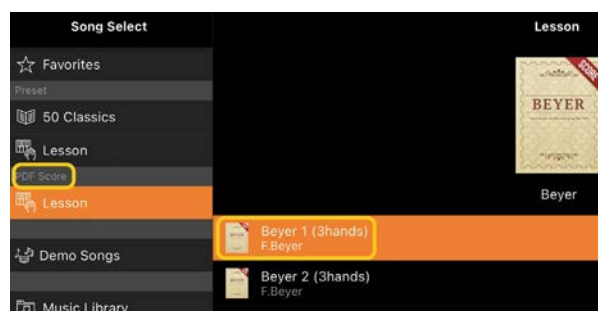 Song Select
Favorites
Preset
50 Classics
Lesson
PDF Score
Lesson
Demo Songs
Music Library
Lesson
SCORE
BEYER
Beyer
Beyer 1 (3hands)
F.Beyer
Beyer 2 (3hands)
F.Beyer